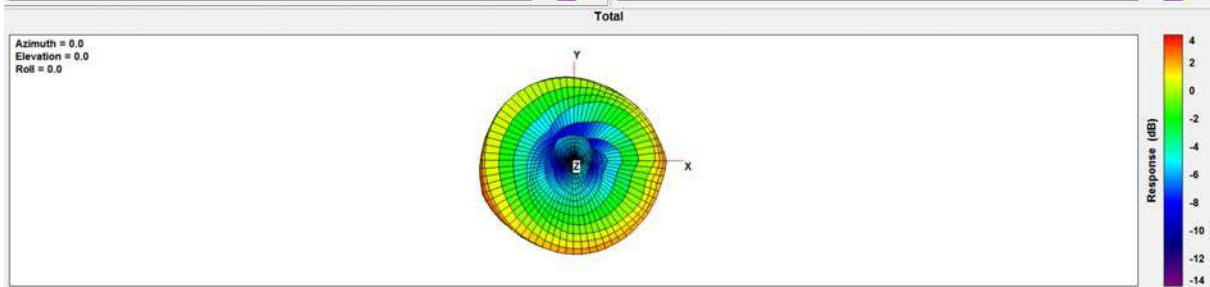 Total
Azimuth = 0.0
Elevation = 0.0
Roll = 0.0
Y
Z
X
Response (dB)
4
2
0
-2
-4
-6
-8
-10
-12
-14